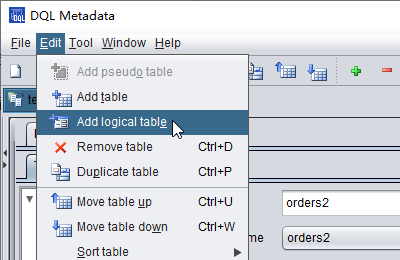 DQL Metadata
File Edit Tool Window Help
Add pseudo table
te
Add table
Add logical table
Remove table Ctrl+D
Duplicate table Ctrl+P
Move table up Ctrl+U
orders2
Move table down Ctrl+W
me orders2
Sort table